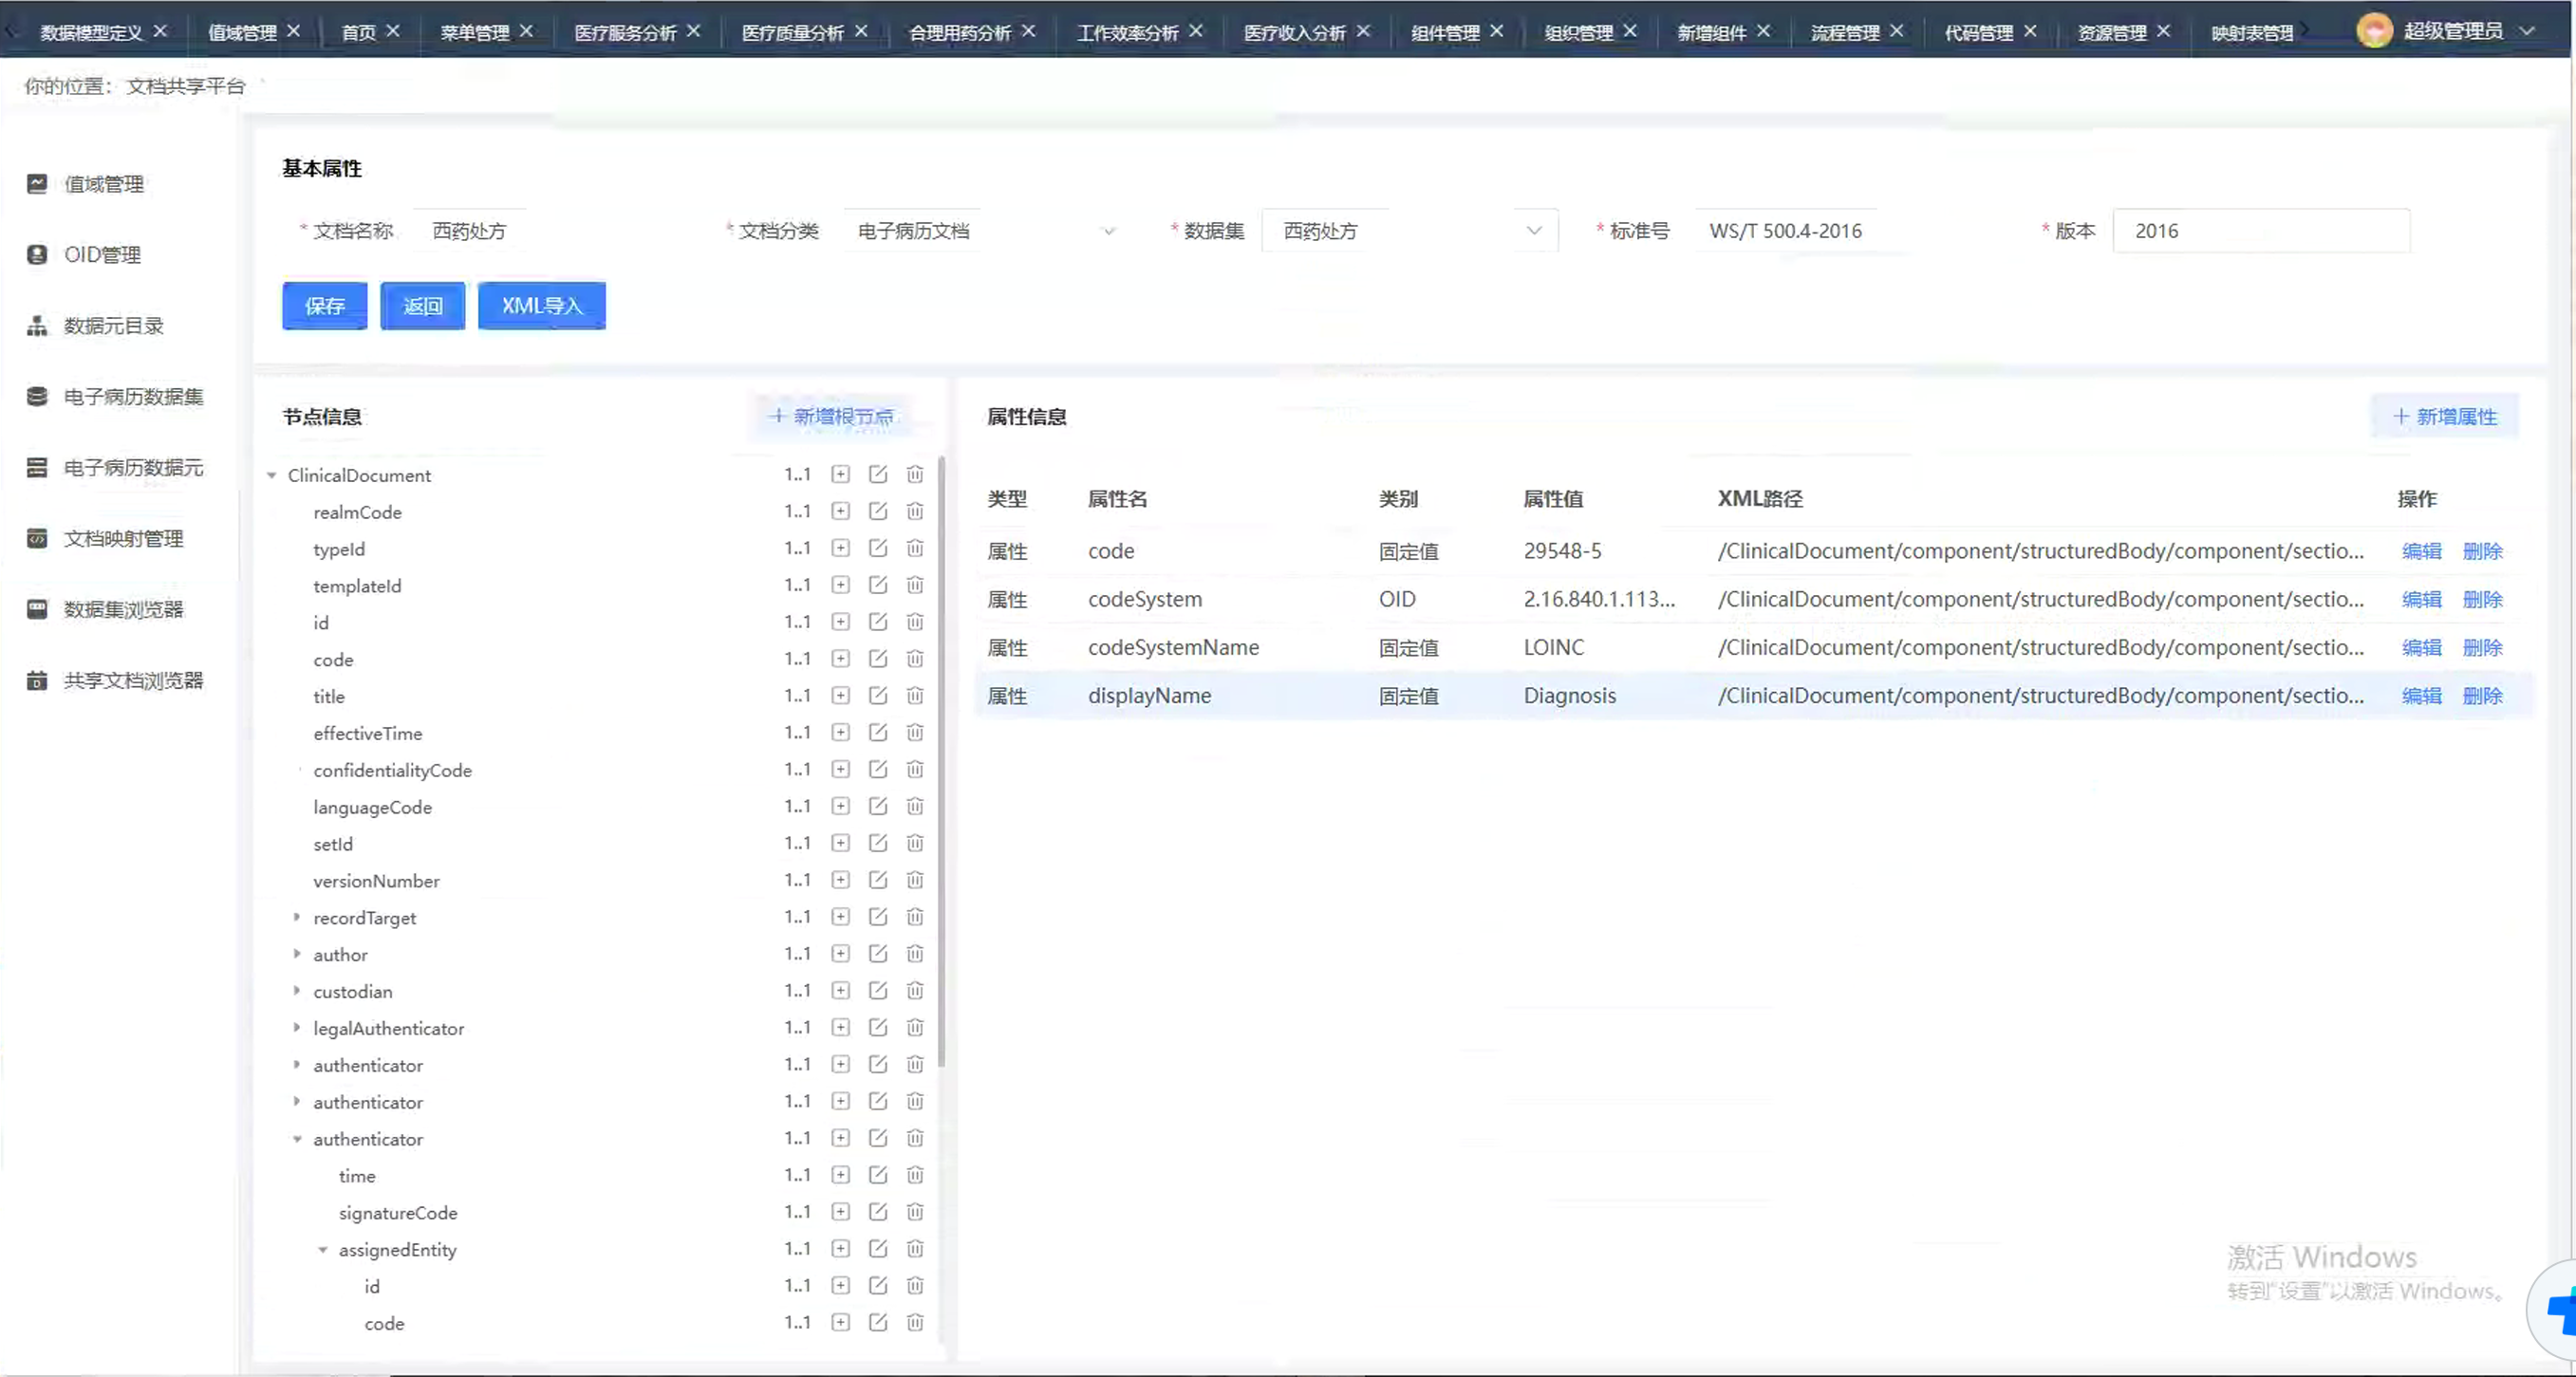 数据模型定义 值域管理 首页 菜单管理 医疗服务分析 医疗质量分析 合理用药分析 工作效率分析 医疗收入分析 组件管理 组织管理 新增组件 流程管理 代码管理 资源管理 映射表管理 超级管理员
你的位置： 文档共享平台
值域管理
OID管理
数据元目录
电子病历数据集
电子病历数据元
文档映射管理
数据集浏览器
共享文档浏览器
基本属性
* 文档名称 西药处方 * 文档分类 电子病历文档 * 数据集 西药处方 * 标准号 WS/T 500.4-2016 * 版本 2016
保存 返回 XML导入
节点信息 + 新增根节点
ClinicalDocument 1..1
realmCode 1..1
typeId 1..1
templateId 1..1
id 1..1
code 1..1
title 1..1
effectiveTime 1..1
confidentialityCode 1..1
languageCode 1..1
setId 1..1
versionNumber 1..1
recordTarget 1..1
author 1..1
custodian 1..1
legalAuthenticator 1..1
authenticator 1..1
authenticator 1..1
authenticator 1..1
time 1..1
signatureCode 1..1
assignedEntity 1..1
id 1..1
code 1..1
属性信息 + 新增属性
类型 属性名 类别 属性值 XML路径 操作
属性 code 固定值 29548-5 /ClinicalDocument/component/structuredBody/component/sectio... 编辑 删除
属性 codeSystem OID 2.16.840.1.113... /ClinicalDocument/component/structuredBody/component/sectio... 编辑 删除
属性 codeSystemName 固定值 LOINC /ClinicalDocument/component/structuredBody/component/sectio... 编辑 删除
属性 displayName 固定值 Diagnosis /ClinicalDocument/component/structuredBody/component/sectio... 编辑 删除
激活 Windows
转到“设置”以激活 Windows。